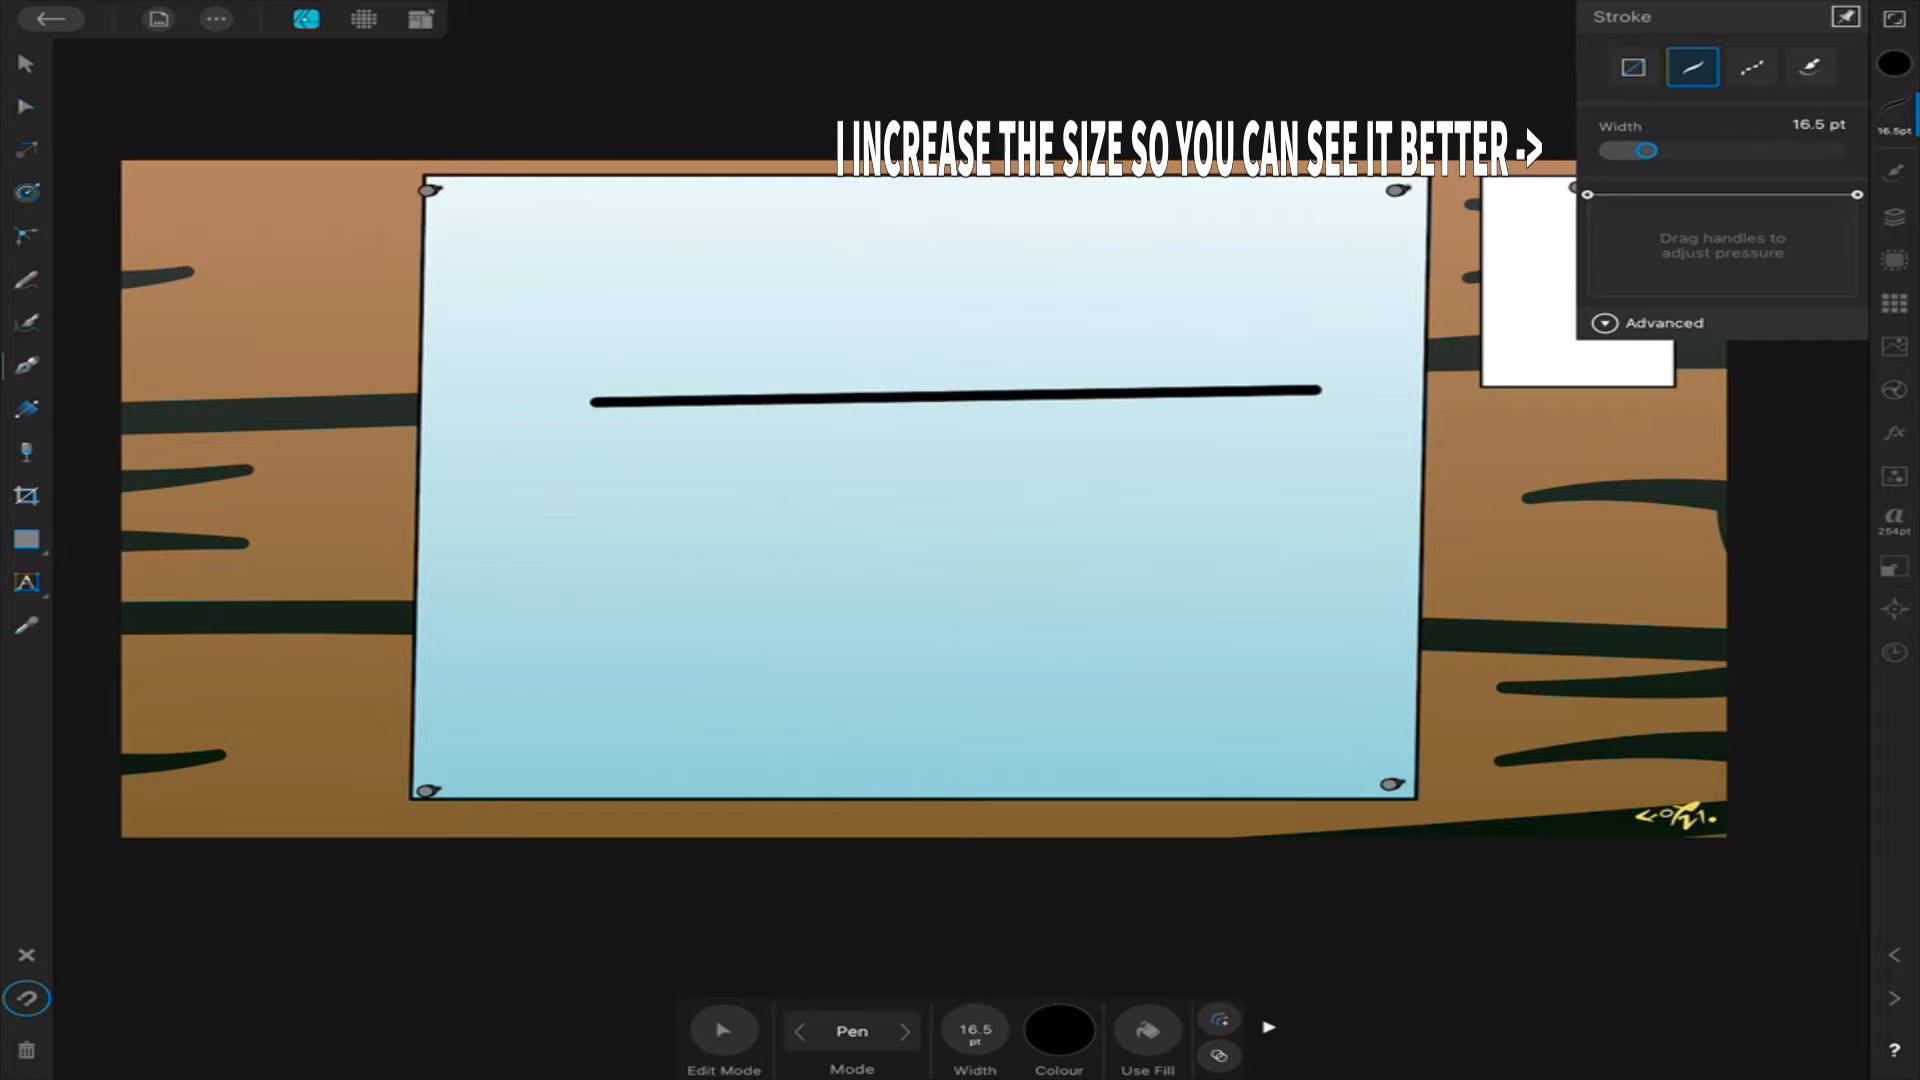 Stroke
I INCREASE THE SIZE SO YOU CAN SEE IT BETTER ->
Width
16.5 pt
16.5pt
Drag handles to
adjust pressure
Advanced
fx
a
254pt
A
Pen
16.5
pt
Edit Mode
Mode
Width
Colour
Use Fill
?